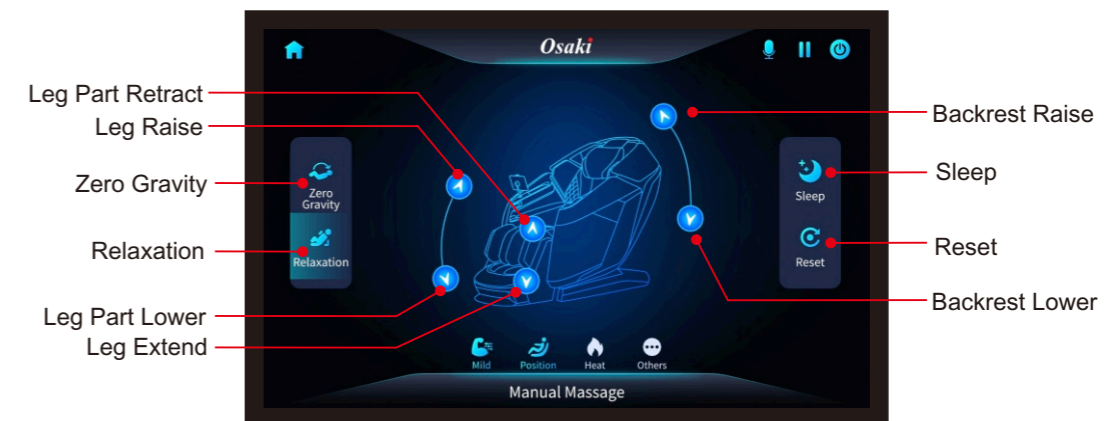 Osaki
Leg Part Retract
Leg Raise
Zero Gravity
Relaxation
Leg Part Lower
Leg Extend
Zero
Gravity
Relaxation
Backrest Raise
Sleep
Reset
Backrest Lower
Sleep
Reset
Mild
Position
Heat
Others
Manual Massage